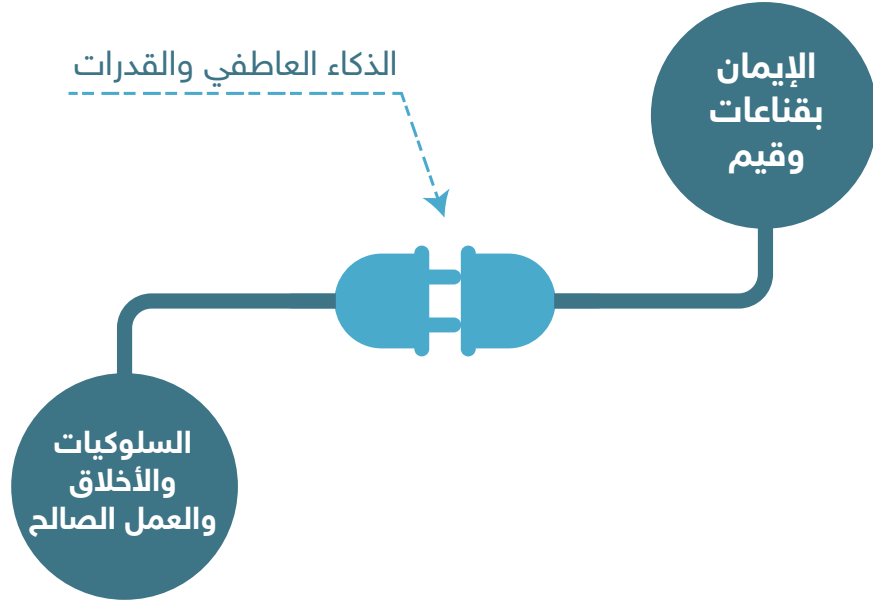 الذكاء العاطفي والقدرات
الإيمان
بقناعات
وقيم
السلوكيات
والأخلاق
والعمل الصالح